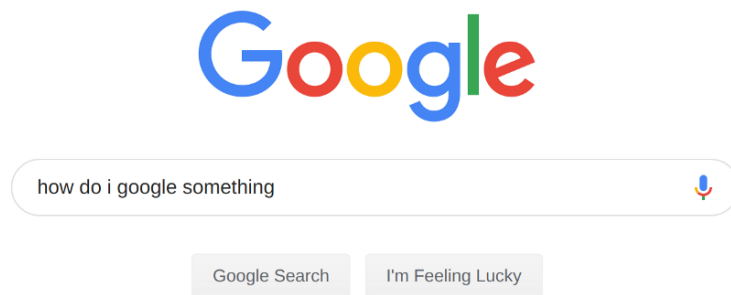 Google
how do i google something
Google Search
I'm Feeling Lucky